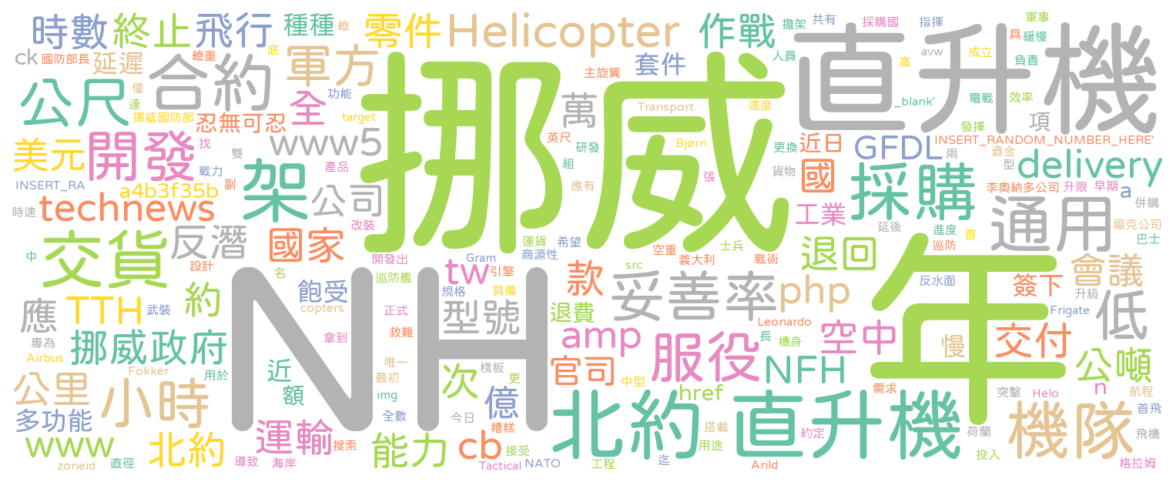 挪威
NH
直升機
年
北約 直升機
合約
公尺
開發
架
採購
通用
交貨
小時
機隊
妥善率
服役
Helicopter
時數
終止
飛行
種種
零件
作戰
套件
軍方
延遲
ck
國防部長
總重
總
底
僅
達
功能
挪威國防部
忍無可忍
全
主旋翼
萬
www5
美元
technews
a4b3f35b
target
找
戰力
雙
產品
副
INSERT_RA
時速
中
反潛
公司
國家
改裝
設計
開發出
名
TTH
武裝
約
飽受
巡防艦
正式
應
專為
挪威政府
救難
拿到
Airbus
Fokker
近
額
用於
唯一
最初
img
公里
多功能
www
zoneid
直徑
北約
導致
海岸
運輸
搜索
全數
今日
能力
糟糕
cb
次
棧板
更
億
接受
Tactical
NATO
工程
迄
用途
約定
搭載
href
官司
NFH
amp
型號
tw
規格
具備
引擎
Gram
商源性
運貨
希望
款
退費
中型
src
空重
義大利
士兵
戰術
應有
組
研發
英尺
Transport
Bjørn
張
速度
更換
貨物
人員
擔架
共有
採購國
指揮
avw
成立
高
軍事
具
緩慢
負責
_blank'
電戰
效率
發揮
項
近日
GFDL
INSERT_RANDOM_NUMBER_HERE'
兩
型
資金
delivery
國
a
李奧納多公司
升限
早期
併購
工業
延後
進度
巡防
首
福克公司
巴士
退回
反水面
簽下
會議
升級
php
Leonardo
長
機身
空中
慢
交付
低
Frigate
公噸
需求
n
航程
突擊
Helo
首飛
荷蘭
飛機
投入
Arild
格拉姆
copters